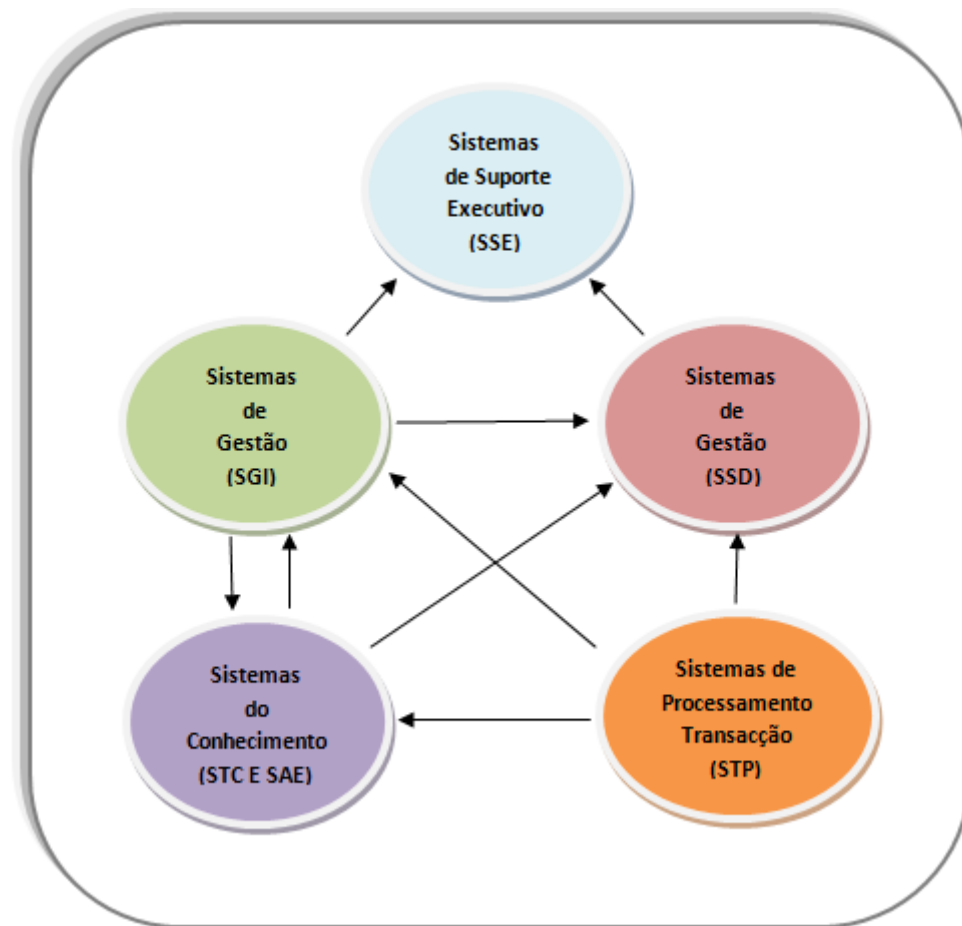 Sistemas
de Suporte
Executivo
(SSE)
Sistemas
de
Gestão
(SGI)
Sistemas
de
Gestão
(SSD)
Sistemas
do
Conhecimento
(STC E SAE)
Sistemas de
Processamento
Transacção
(STP)